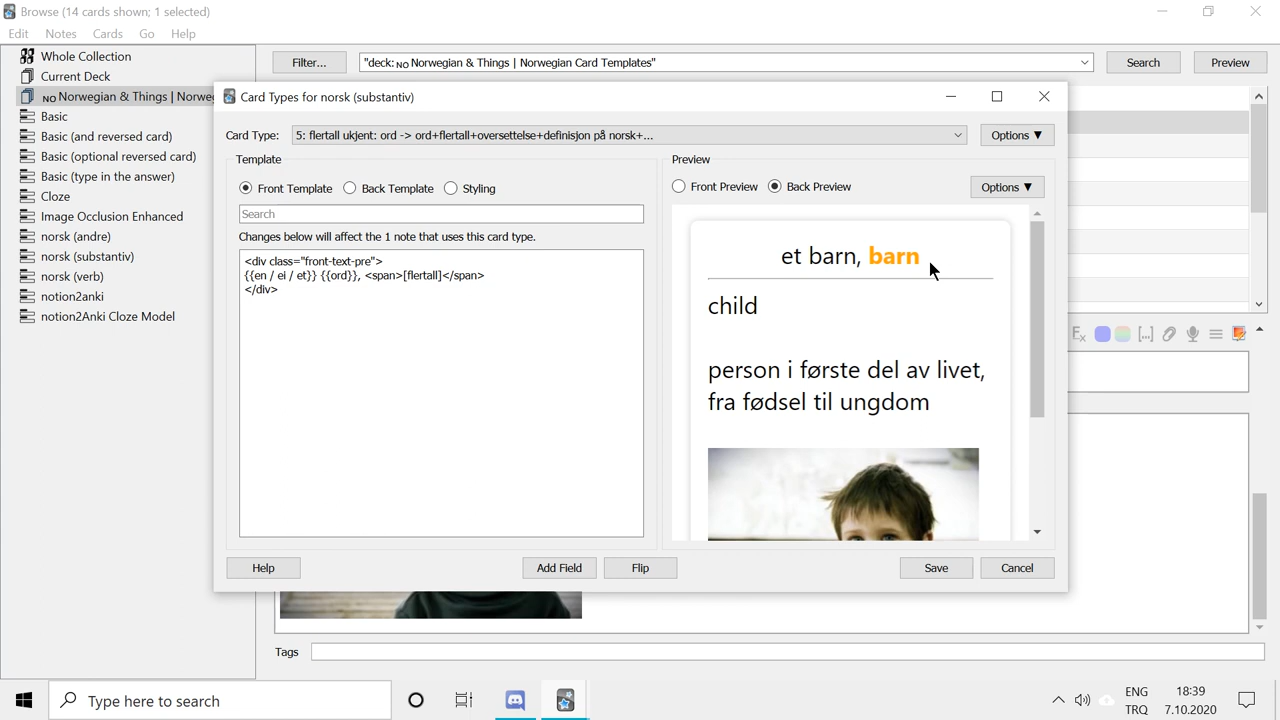 Browse (14 cards shown; 1 selected)
Edit Notes Cards Go Help
Whole Collection
Current Deck
NO Norwegian & Things | Norweg
Basic
Basic (and reversed card)
Basic (optional reversed card)
Basic (type in the answer)
Cloze
Image Occlusion Enhanced
norsk (andre)
norsk (substantiv)
norsk (verb)
notion2anki
notion2Anki Cloze Model
Filter... "deck: NO Norwegian & Things | Norwegian Card Templates" Search Preview
Card Types for norsk (substantiv)
Card Type: 5: flertall ukjent: ord -> ord+flertall+oversettelse+definisjon på norsk+... Options ▼
Template
Front Template Back Template Styling
Search
Changes below will affect the 1 note that uses this card type.
<div class="front-text-pre">
{{en / ei / et}} {{ord}}, <span>[flertall]</span>
</div>
Preview
Front Preview Back Preview Options ▼
et barn, barn
child
person i første del av livet,
fra fødsel til ungdom
Help Add Field Flip Save Cancel
Tags
Type here to search
ENG
TRQ
18:39
7.10.2020